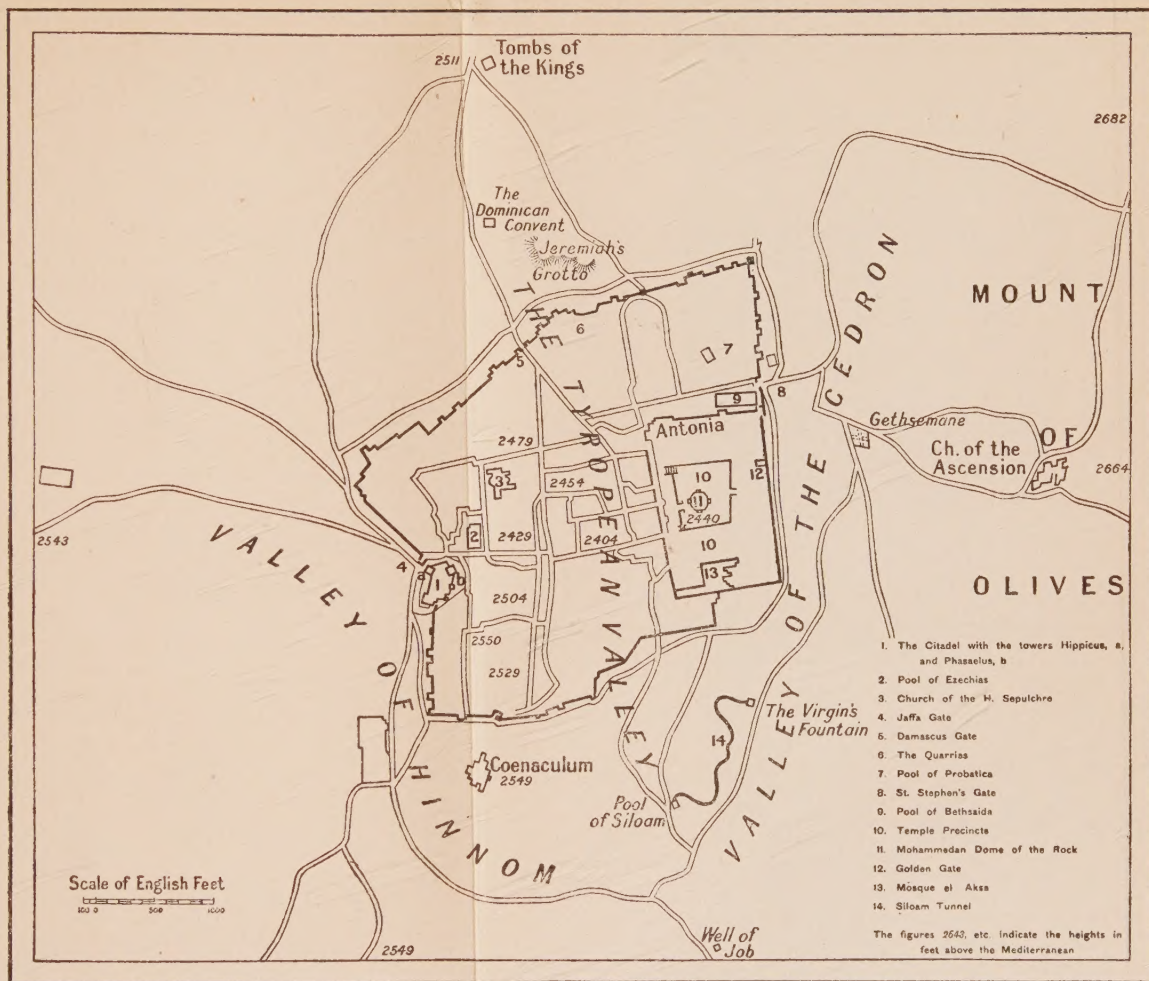 2511
Tombs of
the Kings
2682
The
Dominican
Convent
Jeremiah's
Grotto
THE TYROPEAN VALLEY
VALLEY OF THE CEDRON
MOUNT
OF
OLIVES
6
5
7
8
9
Gethsemane
Ch. of the
Ascension
2664
Antonia
2479
3
2454
10
12
11
2440
2543
VALLEY OF HINNOM
2
2429
2404
10
4
a
b
1
13
2504
2550
2529
The Virgin's
Fountain
14
Coenaculum
2549
Pool
of Siloam
Scale of English Feet
100 0 500 1000
2549
Well of
Job
1. The Citadel with the towers Hippicus, a,
and Phasaelus, b
2. Pool of Ezechias
3. Church of the H. Sepulchre
4. Jaffa Gate
5. Damascus Gate
6. The Quarries
7. Pool of Probatica
8. St. Stephen's Gate
9. Pool of Bethsaida
10. Temple Precincts
11. Mohammedan Dome of the Rock
12. Golden Gate
13. Mosque el Aksa
14. Siloam Tunnel
The figures 2643, etc. indicate the heights in
feet above the Mediterranean